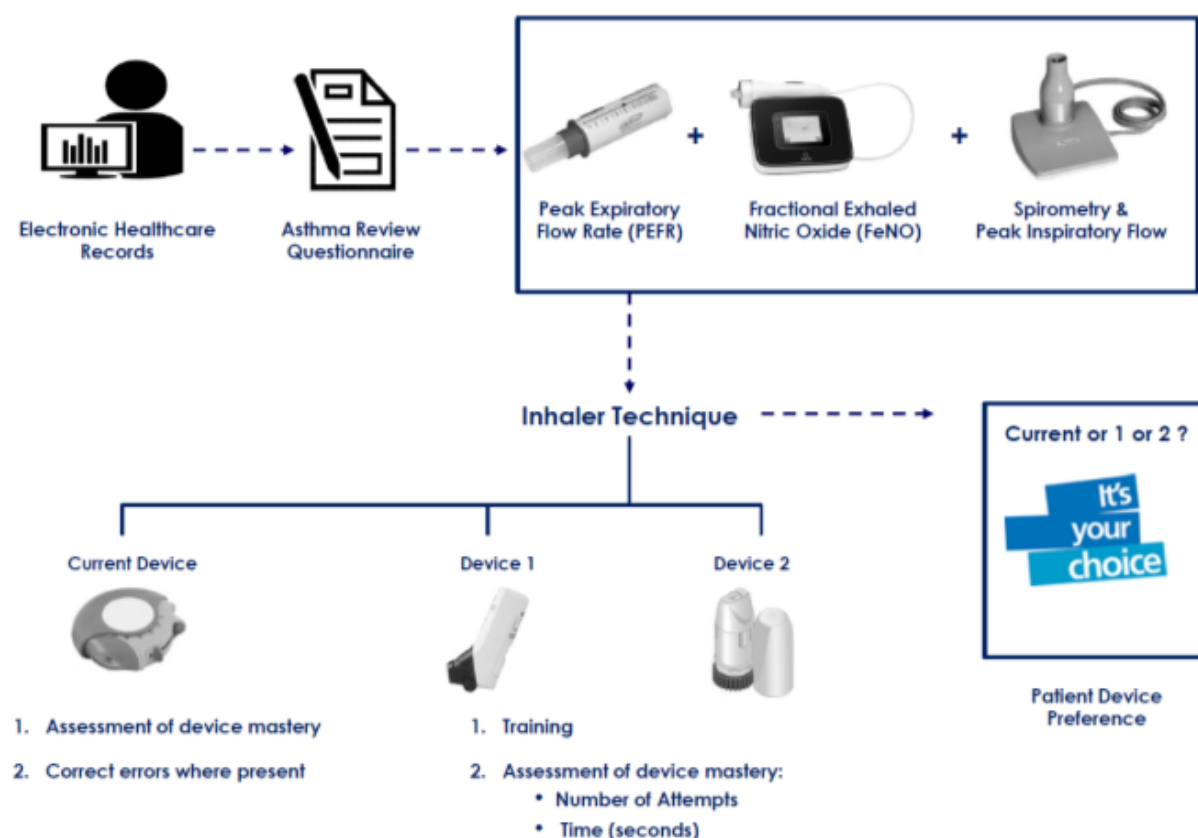 Electronic Healthcare
Records
Asthma Review
Questionnaire
+
+
Peak Expiratory
Flow Rate (PEFR)
Fractional Exhaled
Nitric Oxide (FeNO)
Spirometry &
Peak Inspiratory Flow
Inhaler Technique
Current or 1 or 2 ?
It's
your
choice
Patient Device
Preference
Current Device
Device 1
Device 2
1. Assessment of device mastery
2. Correct errors where present
1. Training
2. Assessment of device mastery:
• Number of Attempts
• Time (seconds)